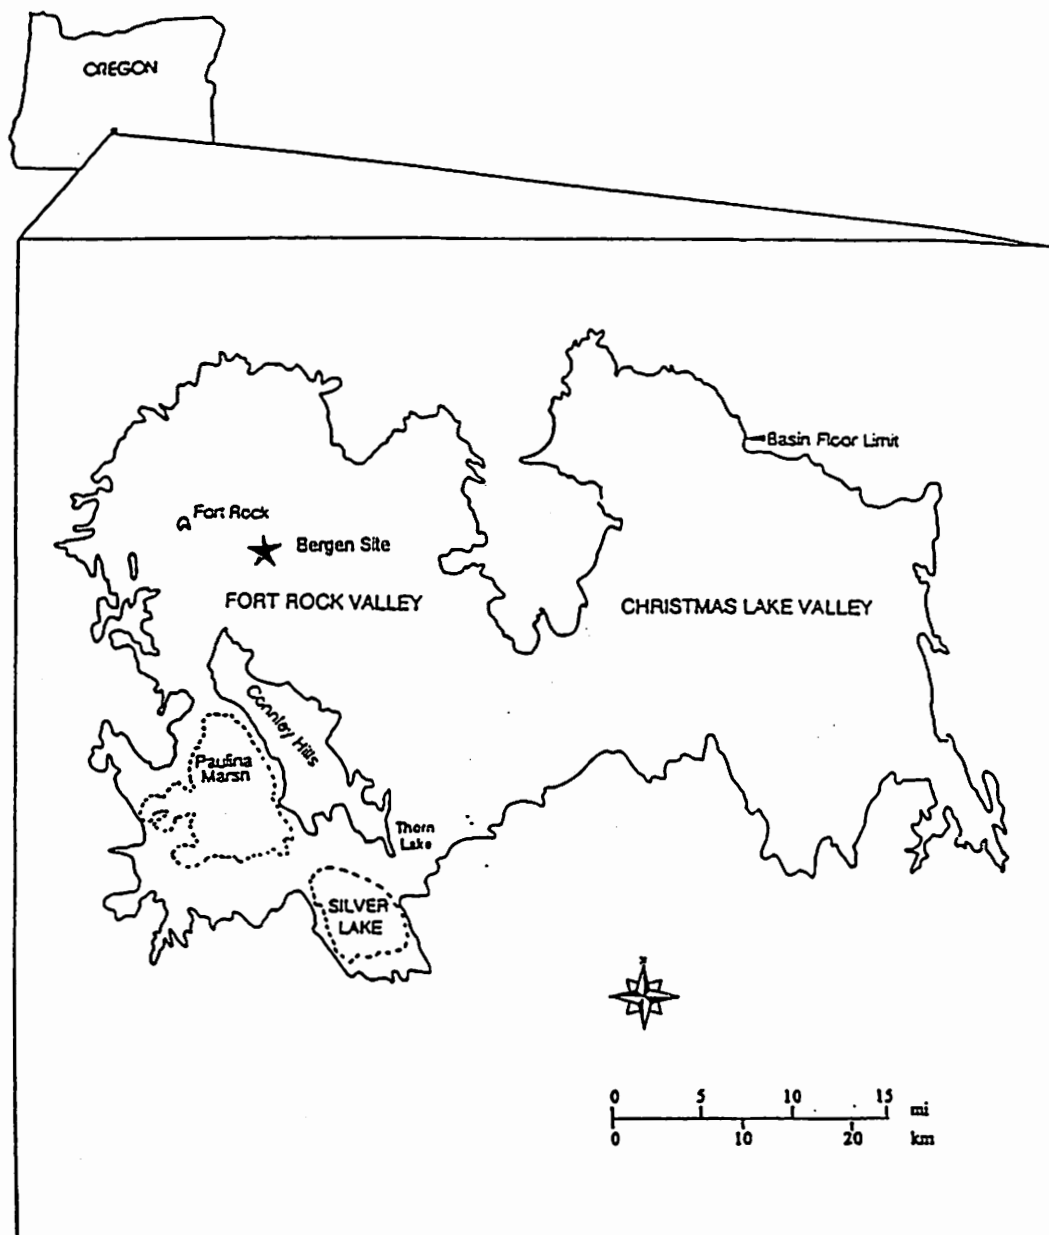 OREGON
Basin Floor Limit
Fort Rock
Bergen Site
FORT ROCK VALLEY
CHRISTMAS LAKE VALLEY
Connley Hills
Paulina
Marsh
Thorn
Lake
SILVER
LAKE
N
0 5 10 15 mi
0 10 20 km